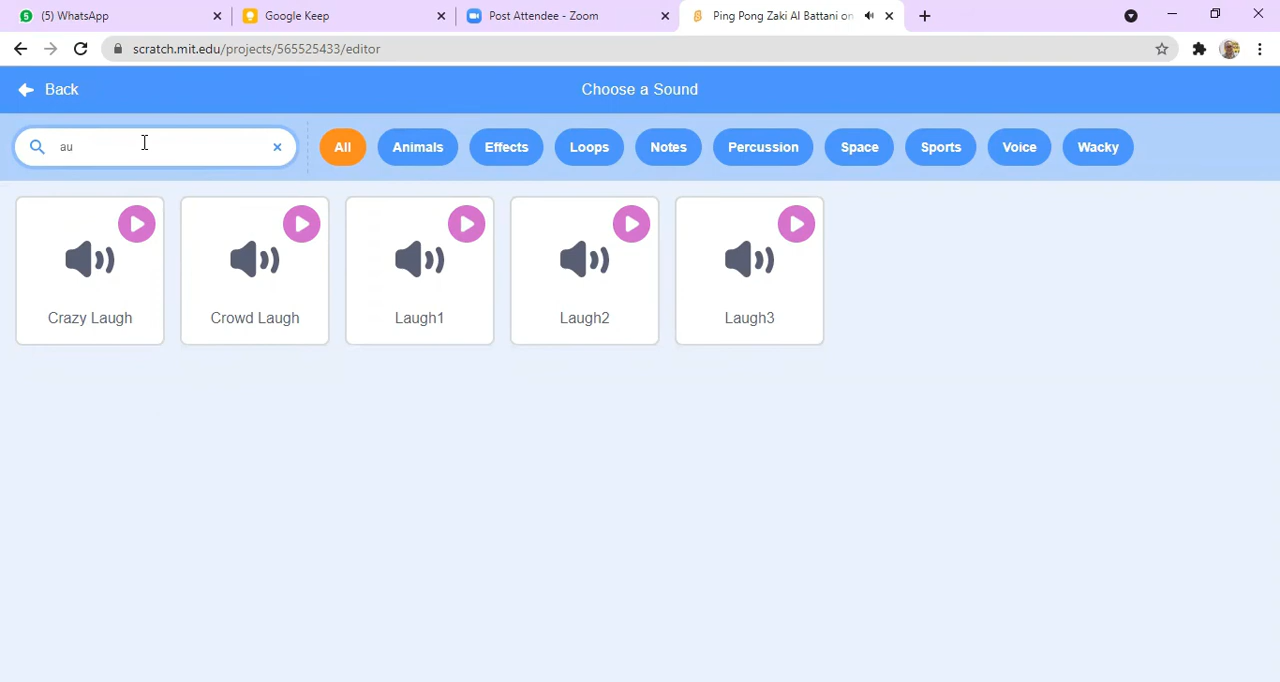 (5) WhatsApp
Google Keep
Post Attendee - Zoom
Ping Pong Zaki Al Battani on
scratch.mit.edu/projects/565525433/editor
Back
Choose a Sound
au
All
Animals
Effects
Loops
Notes
Percussion
Space
Sports
Voice
Wacky
Crazy Laugh
Crowd Laugh
Laugh1
Laugh2
Laugh3